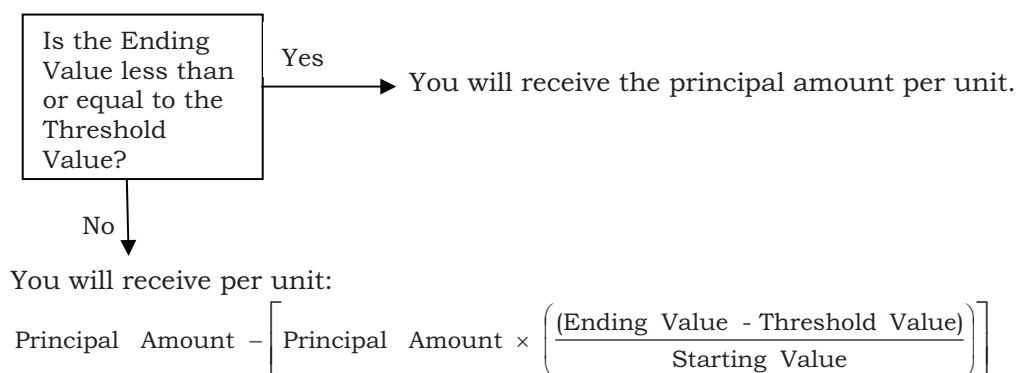 Is the Ending
Value less than
or equal to the
Threshold
Value?
Yes
You will receive the principal amount per unit.
No
You will receive per unit:
Principal Amount − [Principal Amount × ((Ending Value - Threshold Value) / Starting Value)]